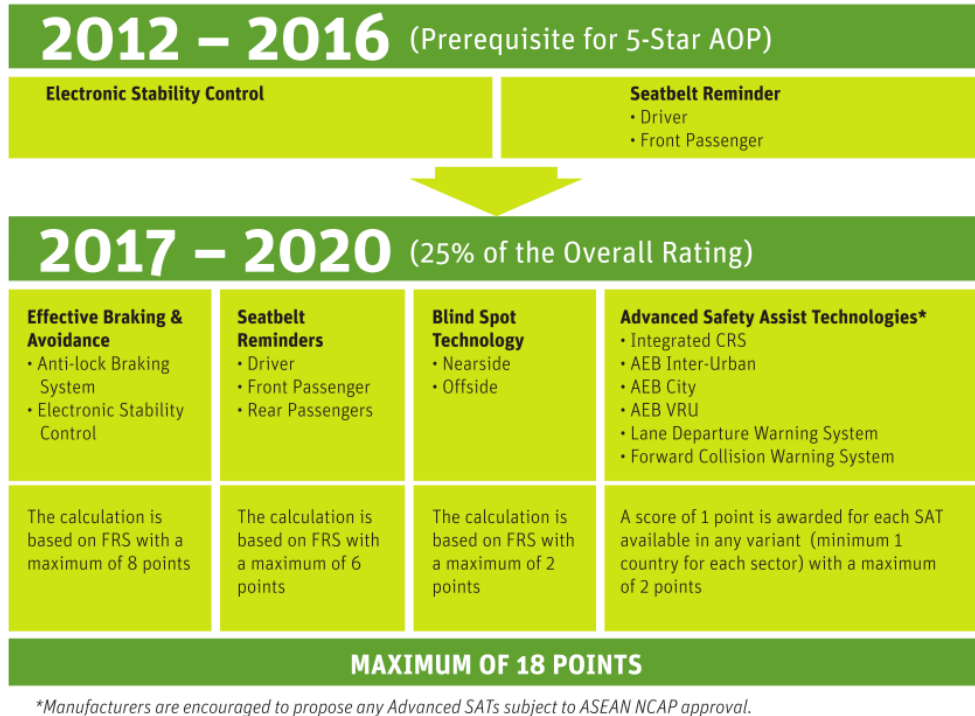 2012 – 2016 (Prerequisite for 5-Star AOP)
Electronic Stability Control
Seatbelt Reminder
• Driver
• Front Passenger
2017 – 2020 (25% of the Overall Rating)
Effective Braking &
Avoidance
• Anti-lock Braking
System
• Electronic Stability
Control
Seatbelt
Reminders
• Driver
• Front Passenger
• Rear Passengers
Blind Spot
Technology
• Nearside
• Offside
Advanced Safety Assist Technologies*
• Integrated CRS
• AEB Inter-Urban
• AEB City
• AEB VRU
• Lane Departure Warning System
• Forward Collision Warning System
The calculation is
based on FRS with a
maximum of 8 points
The calculation is
based on FRS with
a maximum of 6
points
The calculation is
based on FRS with
a maximum of 2
points
A score of 1 point is awarded for each SAT
available in any variant (minimum 1
country for each sector) with a maximum
of 2 points
MAXIMUM OF 18 POINTS
*Manufacturers are encouraged to propose any Advanced SATs subject to ASEAN NCAP approval.